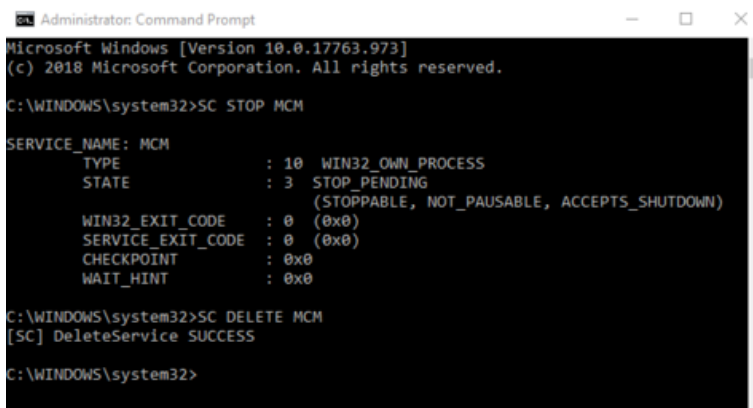 Administrator: Command Prompt
Microsoft Windows [Version 10.0.17763.973]
(c) 2018 Microsoft Corporation. All rights reserved.
C:\WINDOWS\system32>SC STOP MCM
SERVICE_NAME: MCM
TYPE : 10 WIN32_OWN_PROCESS
STATE : 3 STOP_PENDING
(STOPPABLE, NOT_PAUSABLE, ACCEPTS_SHUTDOWN)
WIN32_EXIT_CODE : 0 (0x0)
SERVICE_EXIT_CODE : 0 (0x0)
CHECKPOINT : 0x0
WAIT_HINT : 0x0
C:\WINDOWS\system32>SC DELETE MCM
[SC] DeleteService SUCCESS
C:\WINDOWS\system32>